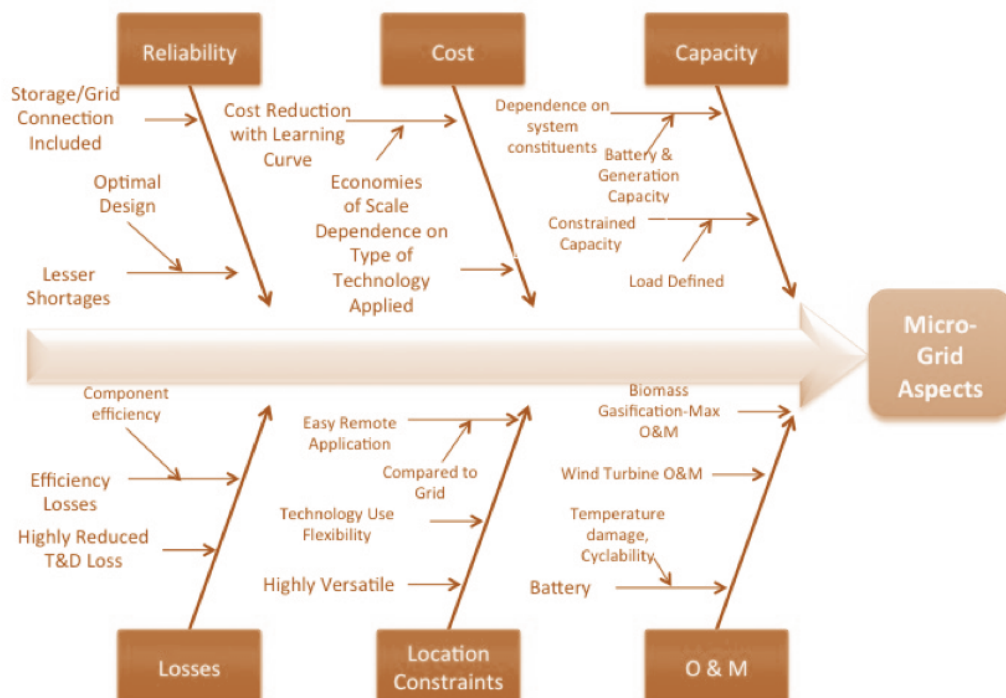 Reliability
Cost
Capacity
Storage/Grid
Connection
Included
Optimal
Design
Lesser
Shortages
Cost Reduction
with Learning
Curve
Economies
of Scale
Dependence on
Type of
Technology
Applied
Dependence on
system
constituents
Battery &
Generation
Capacity
Constrained
Capacity
Load Defined
Micro-
Grid
Aspects
Component
efficiency
Efficiency
Losses
Highly Reduced
T&D Loss
Easy Remote
Application
Compared to
Grid
Technology Use
Flexibility
Highly Versatile
Biomass
Gasification-Max
O&M
Wind Turbine O&M
Temperature
damage,
Cyclability
Battery
Losses
Location
Constraints
O & M